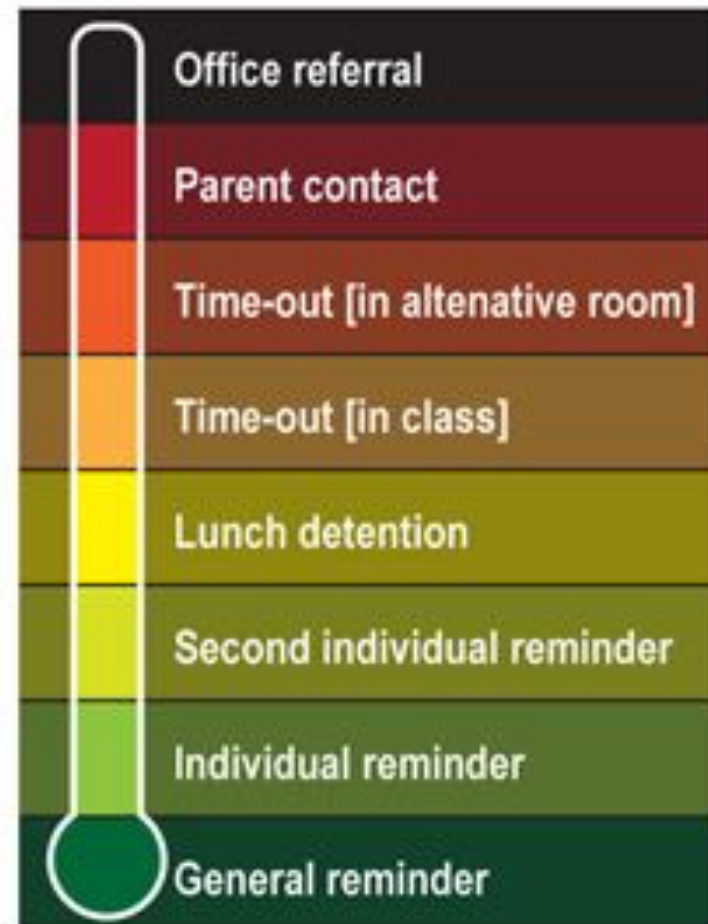 Office referral
Parent contact
Time-out [in altenative room]
Time-out [in class]
Lunch detention
Second individual reminder
Individual reminder
General reminder